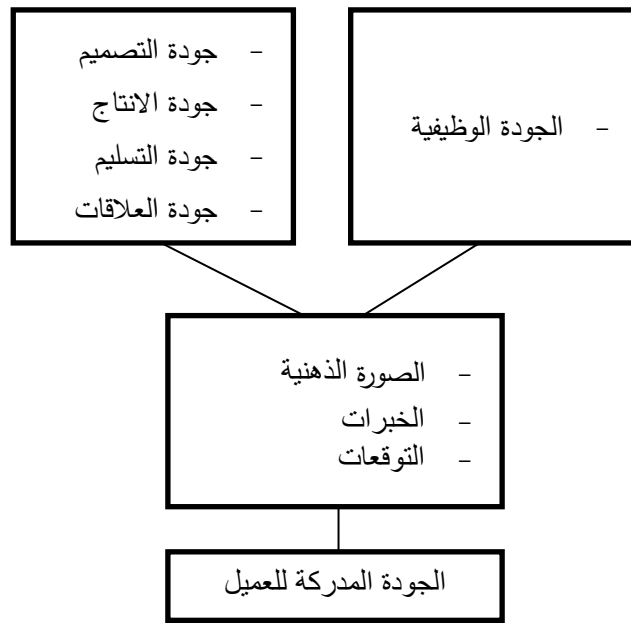 - الجودة الوظيفية
- جودة التصميم
- جودة الانتاج
- جودة التسليم
- جودة العلاقات
- الصورة الذهنية
- الخبرات
- التوقعات
الجودة المدركة للعميل